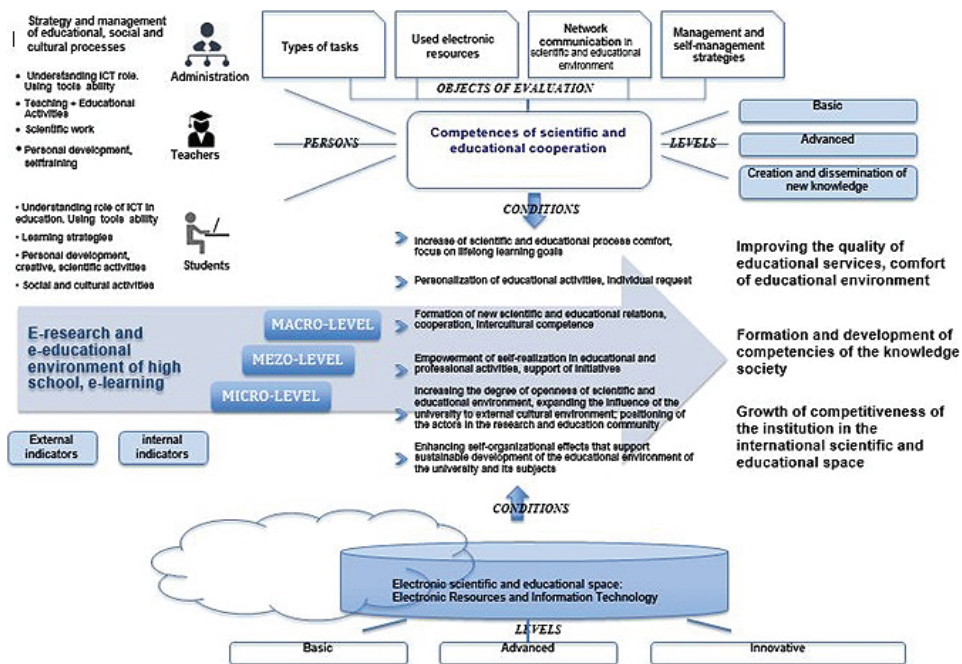 Strategy and management
of educational, social and
cultural processes
Administration
• Understanding ICT role.
Using tools ability
• Teaching + Educational
Activities
• Scientific work
• Personal development,
selftraining
Teachers
• Understanding role of ICT in
education. Using tools ability
• Learning strategies
• Personal development,
creative, scientific activities
• Social and cultural activities
Students
PERSONS
Types of tasks
Used electronic
resources
Network
communication in
scientific and educational
environment
Management and
self-management
strategies
OBJECTS OF EVALUATION
Competences of scientific and
educational cooperation
LEVELS
Basic
Advanced
Creation and dissemination of
new knowledge
CONDITIONS
Increase of scientific and educational process comfort,
focus on lifelong learning goals
Personalization of educational activities, individual request
Formation of new scientific and educational relations,
cooperation, intercultural competence
Empowerment of self-realization in educational and
professional activities, support of initiatives
Increasing the degree of openness of scientific and
educational environment, expanding the influence of the
university to external cultural environment; positioning of
the actors in the research and education community
Enhancing self-organizational effects that support
sustainable development of the educational environment of
the university and its subjects
E-research and
e-educational
environment of high
school, e-learning
MACRO-LEVEL
MEZO-LEVEL
MICRO-LEVEL
External
indicators
internal
indicators
Improving the quality of
educational services, comfort
of educational environment
Formation and development of
competencies of the knowledge
society
Growth of competitiveness of
the institution in the
international scientific and
educational space
CONDITIONS
Electronic scientific and educational space:
Electronic Resources and Information Technology
LEVELS
Basic
Advanced
Innovative